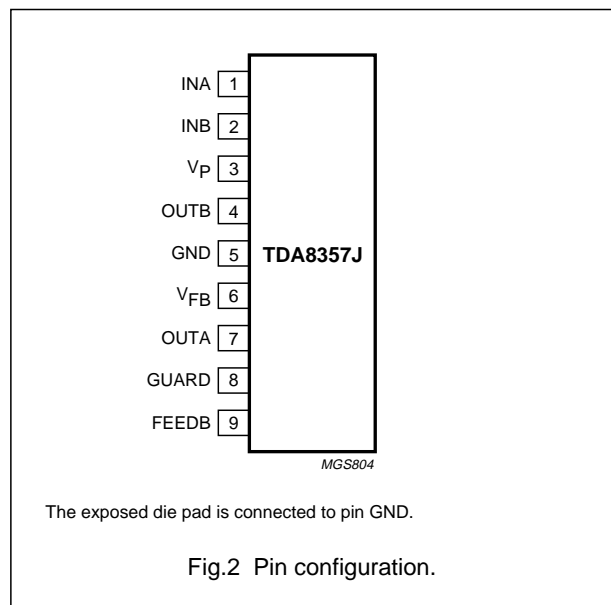 INA 1
INB 2
VP 3
OUTB 4
GND 5
VFB 6
OUTA 7
GUARD 8
FEEDB 9
TDA8357J
MGS804
The exposed die pad is connected to pin GND.
Fig.2 Pin configuration.